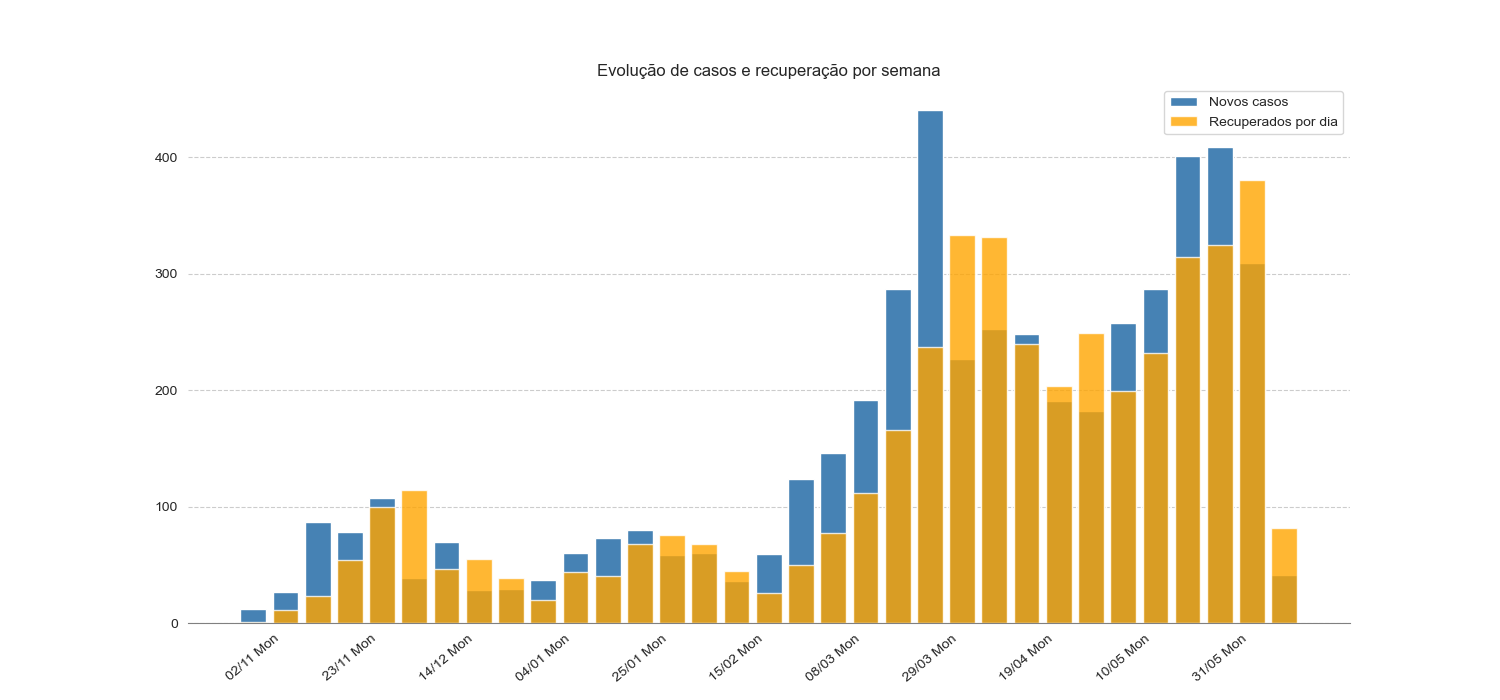 Evolução de casos e recuperação por semana
Novos casos
Recuperados por dia
400
300
200
100
0
02/11 Mon
23/11 Mon
14/12 Mon
04/01 Mon
25/01 Mon
15/02 Mon
08/03 Mon
29/03 Mon
19/04 Mon
10/05 Mon
31/05 Mon